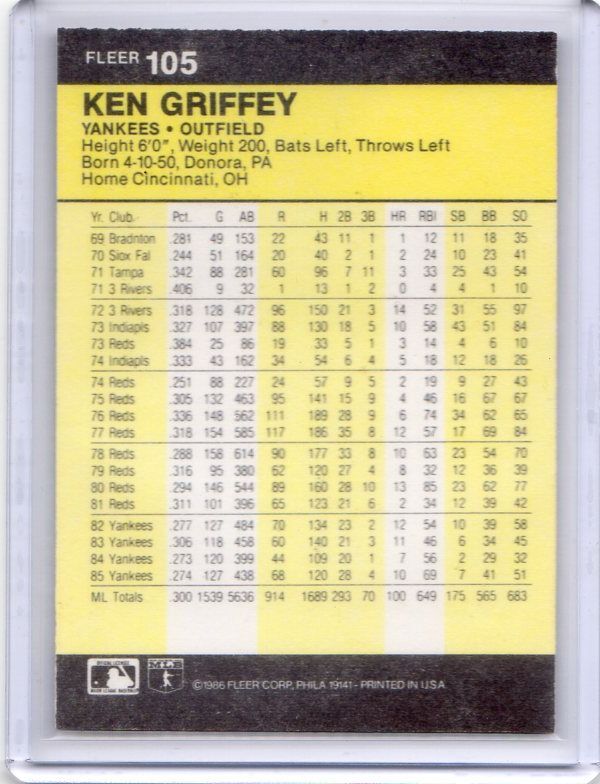 FLEER 105
KEN GRIFFEY
YANKEES • OUTFIELD
Height 6'0", Weight 200, Bats Left, Throws Left
Born 4-10-50, Donora, PA
Home Cincinnati, OH
Yr. Club. Pct. G AB R H 2B 3B HR RBI SB BB SO
69 Bradnton .281 49 153 22 43 11 1 1 12 11 18 35
70 Siox Fal .244 51 164 20 40 2 1 2 24 10 23 41
71 Tampa .342 88 281 60 96 7 11 3 33 25 43 54
71 3 Rivers .406 9 32 1 13 1 2 0 4 4 1 10
72 3 Rivers .318 128 472 96 150 21 3 14 52 31 55 97
73 Indiapls .327 107 397 88 130 18 5 10 58 43 51 84
73 Reds .384 25 86 19 33 5 1 3 14 4 6 10
74 Indiapls .333 43 162 34 54 6 4 5 18 12 18 26
74 Reds .251 88 227 24 57 9 5 2 19 9 27 43
75 Reds .305 132 463 95 141 15 9 4 46 16 67 67
76 Reds .336 148 562 111 189 28 9 6 74 34 62 65
77 Reds .318 154 585 117 186 35 8 12 57 17 69 84
78 Reds .288 158 614 90 177 33 8 10 63 23 54 70
79 Reds .316 95 380 62 120 27 4 8 32 12 36 39
80 Reds .294 146 544 89 160 28 10 13 85 23 62 77
81 Reds .311 101 396 65 123 21 6 2 34 12 39 42
82 Yankees .277 127 484 70 134 23 2 12 54 10 39 58
83 Yankees .306 118 458 60 140 21 3 11 46 6 34 45
84 Yankees .273 120 399 44 109 20 1 7 56 2 29 32
85 Yankees .274 127 438 68 120 28 4 10 69 7 41 51
ML Totals .300 1539 5636 914 1689 293 70 100 649 175 565 683
OFFICIAL LICENSEE
MAJOR LEAGUE BASEBALL
©1986 FLEER CORP., PHILA 19141 - PRINTED IN U.S.A